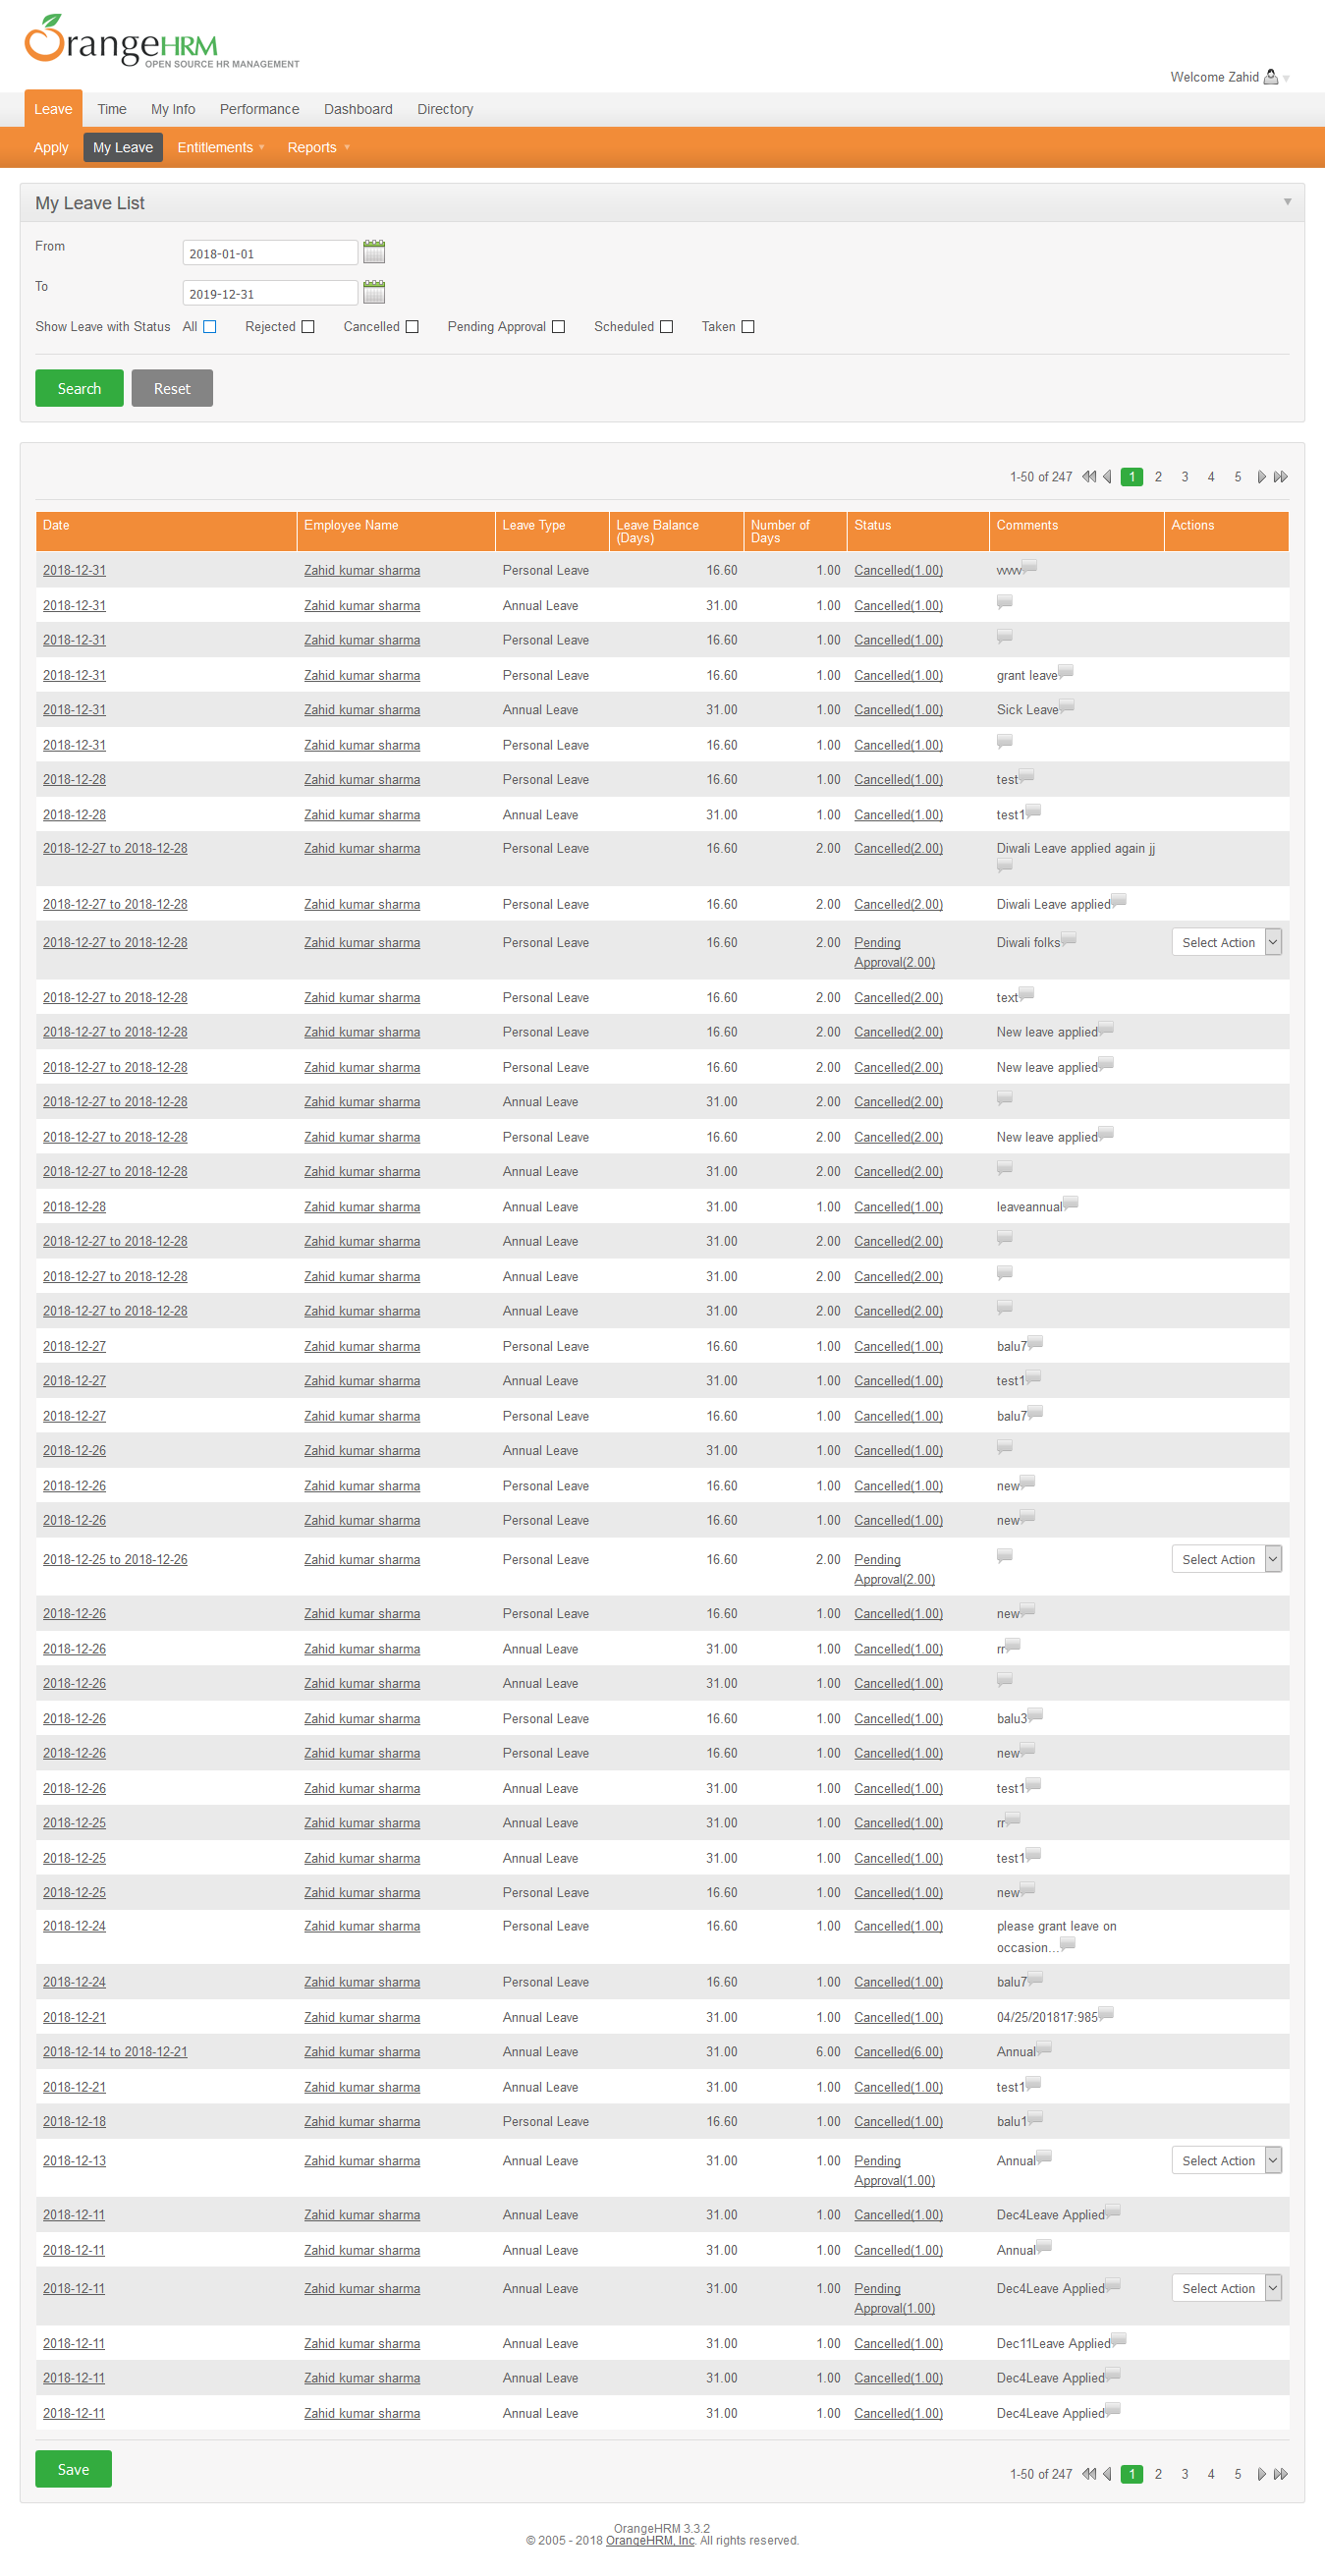 OrangeHRM
OPEN SOURCE HR MANAGEMENT
Welcome Zahid
Leave Time My Info Performance Dashboard Directory
Apply My Leave Entitlements Reports
My Leave List
From 2018-01-01
To 2019-12-31
Show Leave with Status All Rejected Cancelled Pending Approval Scheduled Taken
Search Reset
1-50 of 247 1 2 3 4 5
Date Employee Name Leave Type Leave Balance (Days) Number of Days Status Comments Actions
2018-12-31 Zahid kumar sharma Personal Leave 16.60 1.00 Cancelled(1.00) vvvv
2018-12-31 Zahid kumar sharma Annual Leave 31.00 1.00 Cancelled(1.00)
2018-12-31 Zahid kumar sharma Personal Leave 16.60 1.00 Cancelled(1.00)
2018-12-31 Zahid kumar sharma Personal Leave 16.60 1.00 Cancelled(1.00) grant leave
2018-12-31 Zahid kumar sharma Annual Leave 31.00 1.00 Cancelled(1.00) Sick Leave
2018-12-31 Zahid kumar sharma Personal Leave 16.60 1.00 Cancelled(1.00)
2018-12-28 Zahid kumar sharma Personal Leave 16.60 1.00 Cancelled(1.00) test
2018-12-28 Zahid kumar sharma Annual Leave 31.00 1.00 Cancelled(1.00) test1
2018-12-27 to 2018-12-28 Zahid kumar sharma Personal Leave 16.60 2.00 Cancelled(2.00) Diwali Leave applied again jj
2018-12-27 to 2018-12-28 Zahid kumar sharma Personal Leave 16.60 2.00 Cancelled(2.00) Diwali Leave applied
2018-12-27 to 2018-12-28 Zahid kumar sharma Personal Leave 16.60 2.00 Pending Approval(2.00) Diwali folks Select Action
2018-12-27 to 2018-12-28 Zahid kumar sharma Personal Leave 16.60 2.00 Cancelled(2.00) text
2018-12-27 to 2018-12-28 Zahid kumar sharma Personal Leave 16.60 2.00 Cancelled(2.00) New leave applied
2018-12-27 to 2018-12-28 Zahid kumar sharma Personal Leave 16.60 2.00 Cancelled(2.00) New leave applied
2018-12-27 to 2018-12-28 Zahid kumar sharma Annual Leave 31.00 2.00 Cancelled(2.00)
2018-12-27 to 2018-12-28 Zahid kumar sharma Personal Leave 16.60 2.00 Cancelled(2.00) New leave applied
2018-12-27 to 2018-12-28 Zahid kumar sharma Annual Leave 31.00 2.00 Cancelled(2.00)
2018-12-28 Zahid kumar sharma Annual Leave 31.00 1.00 Cancelled(1.00) leaveannual
2018-12-27 to 2018-12-28 Zahid kumar sharma Annual Leave 31.00 2.00 Cancelled(2.00)
2018-12-27 to 2018-12-28 Zahid kumar sharma Annual Leave 31.00 2.00 Cancelled(2.00)
2018-12-27 to 2018-12-28 Zahid kumar sharma Annual Leave 31.00 2.00 Cancelled(2.00)
2018-12-27 Zahid kumar sharma Personal Leave 16.60 1.00 Cancelled(1.00) balu7
2018-12-27 Zahid kumar sharma Annual Leave 31.00 1.00 Cancelled(1.00) test1
2018-12-27 Zahid kumar sharma Personal Leave 16.60 1.00 Cancelled(1.00) balu7
2018-12-26 Zahid kumar sharma Annual Leave 31.00 1.00 Cancelled(1.00)
2018-12-26 Zahid kumar sharma Personal Leave 16.60 1.00 Cancelled(1.00) new
2018-12-26 Zahid kumar sharma Personal Leave 16.60 1.00 Cancelled(1.00) new
2018-12-25 to 2018-12-26 Zahid kumar sharma Personal Leave 16.60 2.00 Pending Approval(2.00) Select Action
2018-12-26 Zahid kumar sharma Personal Leave 16.60 1.00 Cancelled(1.00) new
2018-12-26 Zahid kumar sharma Annual Leave 31.00 1.00 Cancelled(1.00) rr
2018-12-26 Zahid kumar sharma Annual Leave 31.00 1.00 Cancelled(1.00)
2018-12-26 Zahid kumar sharma Personal Leave 16.60 1.00 Cancelled(1.00) balu3
2018-12-26 Zahid kumar sharma Personal Leave 16.60 1.00 Cancelled(1.00) new
2018-12-26 Zahid kumar sharma Annual Leave 31.00 1.00 Cancelled(1.00) test1
2018-12-25 Zahid kumar sharma Annual Leave 31.00 1.00 Cancelled(1.00) rr
2018-12-25 Zahid kumar sharma Annual Leave 31.00 1.00 Cancelled(1.00) test1
2018-12-25 Zahid kumar sharma Personal Leave 16.60 1.00 Cancelled(1.00) new
2018-12-24 Zahid kumar sharma Personal Leave 16.60 1.00 Cancelled(1.00) please grant leave on occasion...
2018-12-24 Zahid kumar sharma Personal Leave 16.60 1.00 Cancelled(1.00) balu7
2018-12-21 Zahid kumar sharma Annual Leave 31.00 1.00 Cancelled(1.00) 04/25/201817:985
2018-12-14 to 2018-12-21 Zahid kumar sharma Annual Leave 31.00 6.00 Cancelled(6.00) Annual
2018-12-21 Zahid kumar sharma Annual Leave 31.00 1.00 Cancelled(1.00) test1
2018-12-18 Zahid kumar sharma Personal Leave 16.60 1.00 Cancelled(1.00) balu1
2018-12-13 Zahid kumar sharma Annual Leave 31.00 1.00 Pending Approval(1.00) Annual Select Action
2018-12-11 Zahid kumar sharma Annual Leave 31.00 1.00 Cancelled(1.00) Dec4Leave Applied
2018-12-11 Zahid kumar sharma Annual Leave 31.00 1.00 Cancelled(1.00) Annual
2018-12-11 Zahid kumar sharma Annual Leave 31.00 1.00 Pending Approval(1.00) Dec4Leave Applied Select Action
2018-12-11 Zahid kumar sharma Annual Leave 31.00 1.00 Cancelled(1.00) Dec11Leave Applied
2018-12-11 Zahid kumar sharma Annual Leave 31.00 1.00 Cancelled(1.00) Dec4Leave Applied
2018-12-11 Zahid kumar sharma Annual Leave 31.00 1.00 Cancelled(1.00) Dec4Leave Applied
Save 1-50 of 247 1 2 3 4 5
OrangeHRM 3.3.2
© 2005 - 2018 OrangeHRM, Inc. All rights reserved.